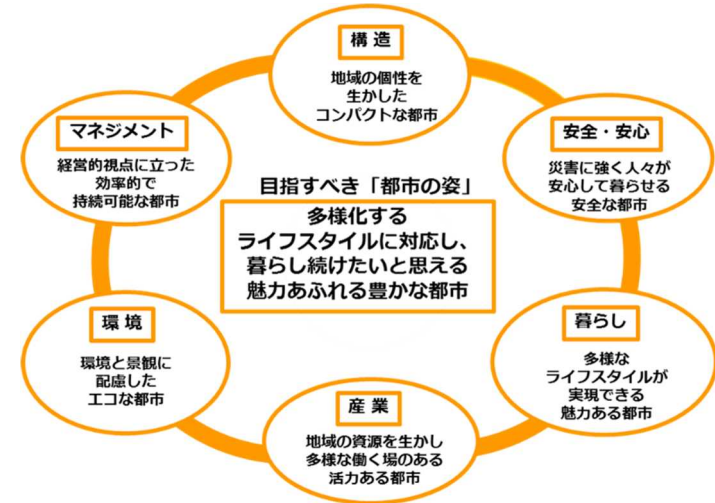 構造
地域の個性を
生かした
コンパクトな都市
マネジメント
経営的視点に立った
効率的で
持続可能な都市
安全・安心
災害に強く人々が
安心して暮らせる
安全な都市
目指すべき「都市の姿」
多様化する
ライフスタイルに対応し、
暮らし続けたいと思える
魅力あふれる豊かな都市
環境
環境と景観に
配慮した
エコな都市
暮らし
多様な
ライフスタイルが
実現できる
魅力ある都市
産業
地域の資源を生かし
多様な働く場のある
活力ある都市